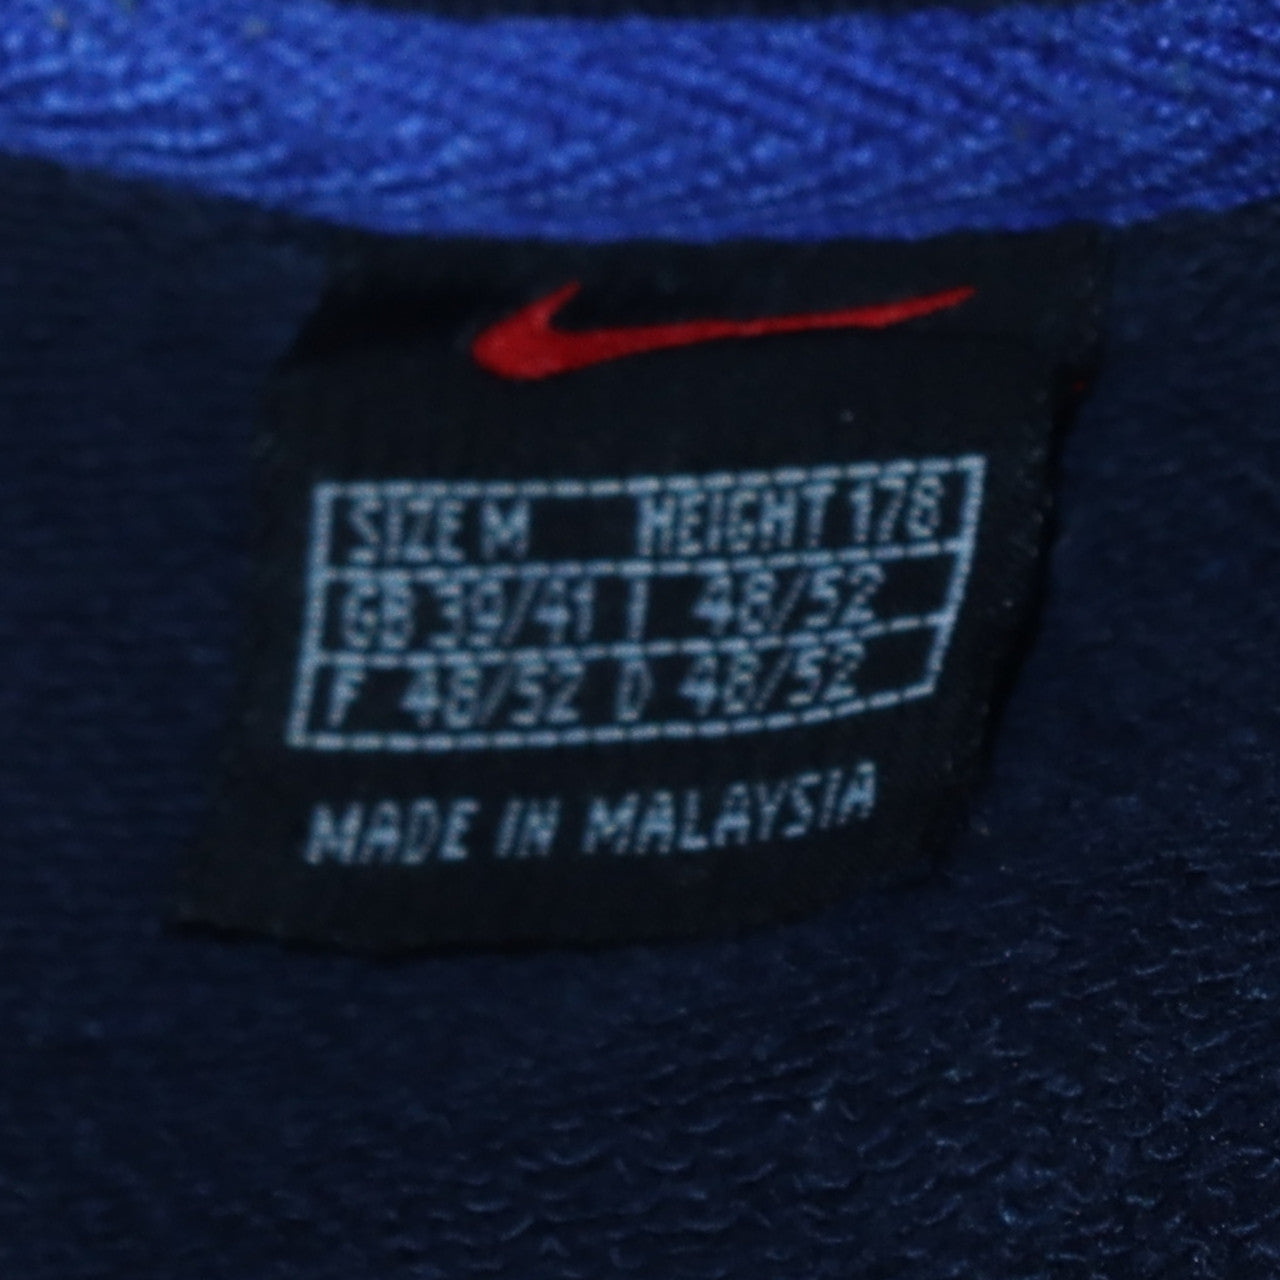 SIZE M HEIGHT 178
GB 39/41 I 48/52
F 48/52 D 48/52
MADE IN MALAYSIA